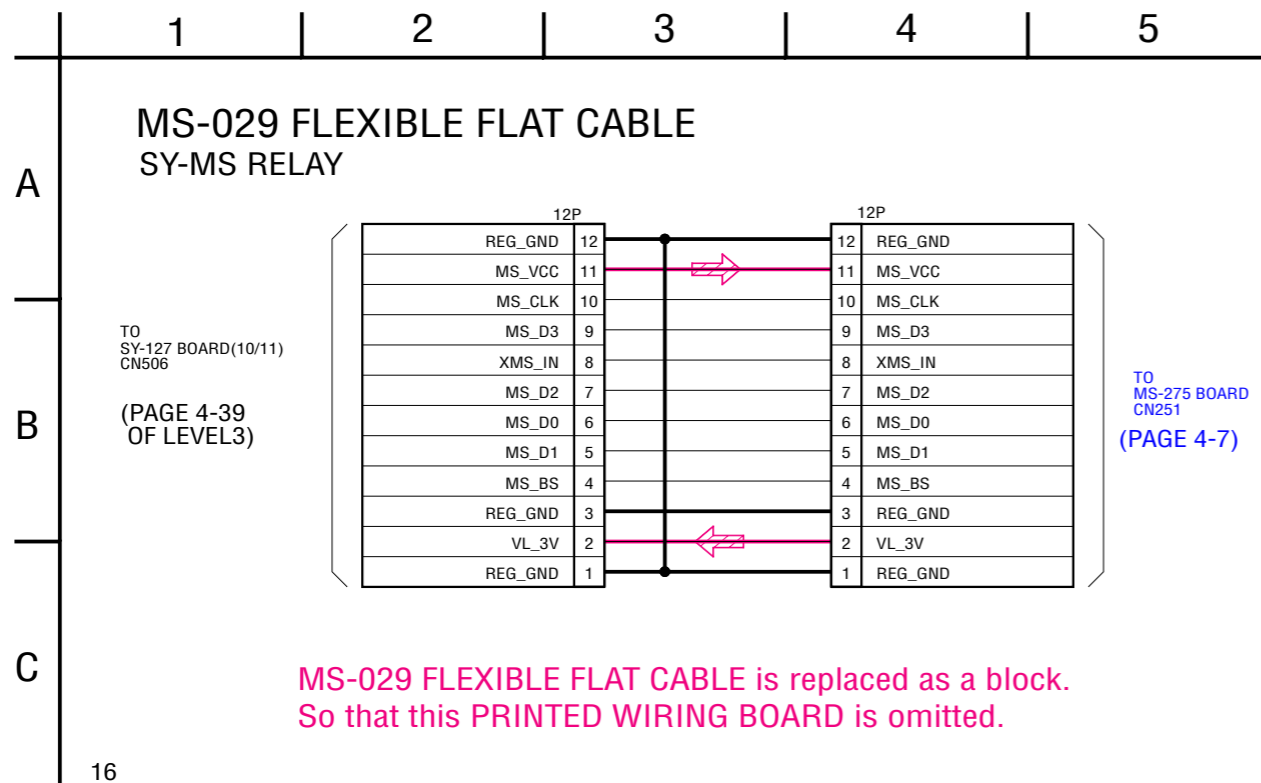 1 2 3 4 5
MS-029 FLEXIBLE FLAT CABLE
SY-MS RELAY
A
12P 12P
REG_GND 12 12 REG_GND
MS_VCC 11 11 MS_VCC
MS_CLK 10 10 MS_CLK
MS_D3 9 9 MS_D3
XMS_IN 8 8 XMS_IN
MS_D2 7 7 MS_D2
MS_D0 6 6 MS_D0
MS_D1 5 5 MS_D1
MS_BS 4 4 MS_BS
REG_GND 3 3 REG_GND
VL_3V 2 2 VL_3V
REG_GND 1 1 REG_GND
TO
SY-127 BOARD(10/11)
CN506
(PAGE 4-39
OF LEVEL3)
B
TO
MS-275 BOARD
CN251
(PAGE 4-7)
C
MS-029 FLEXIBLE FLAT CABLE is replaced as a block.
So that this PRINTED WIRING BOARD is omitted.
16